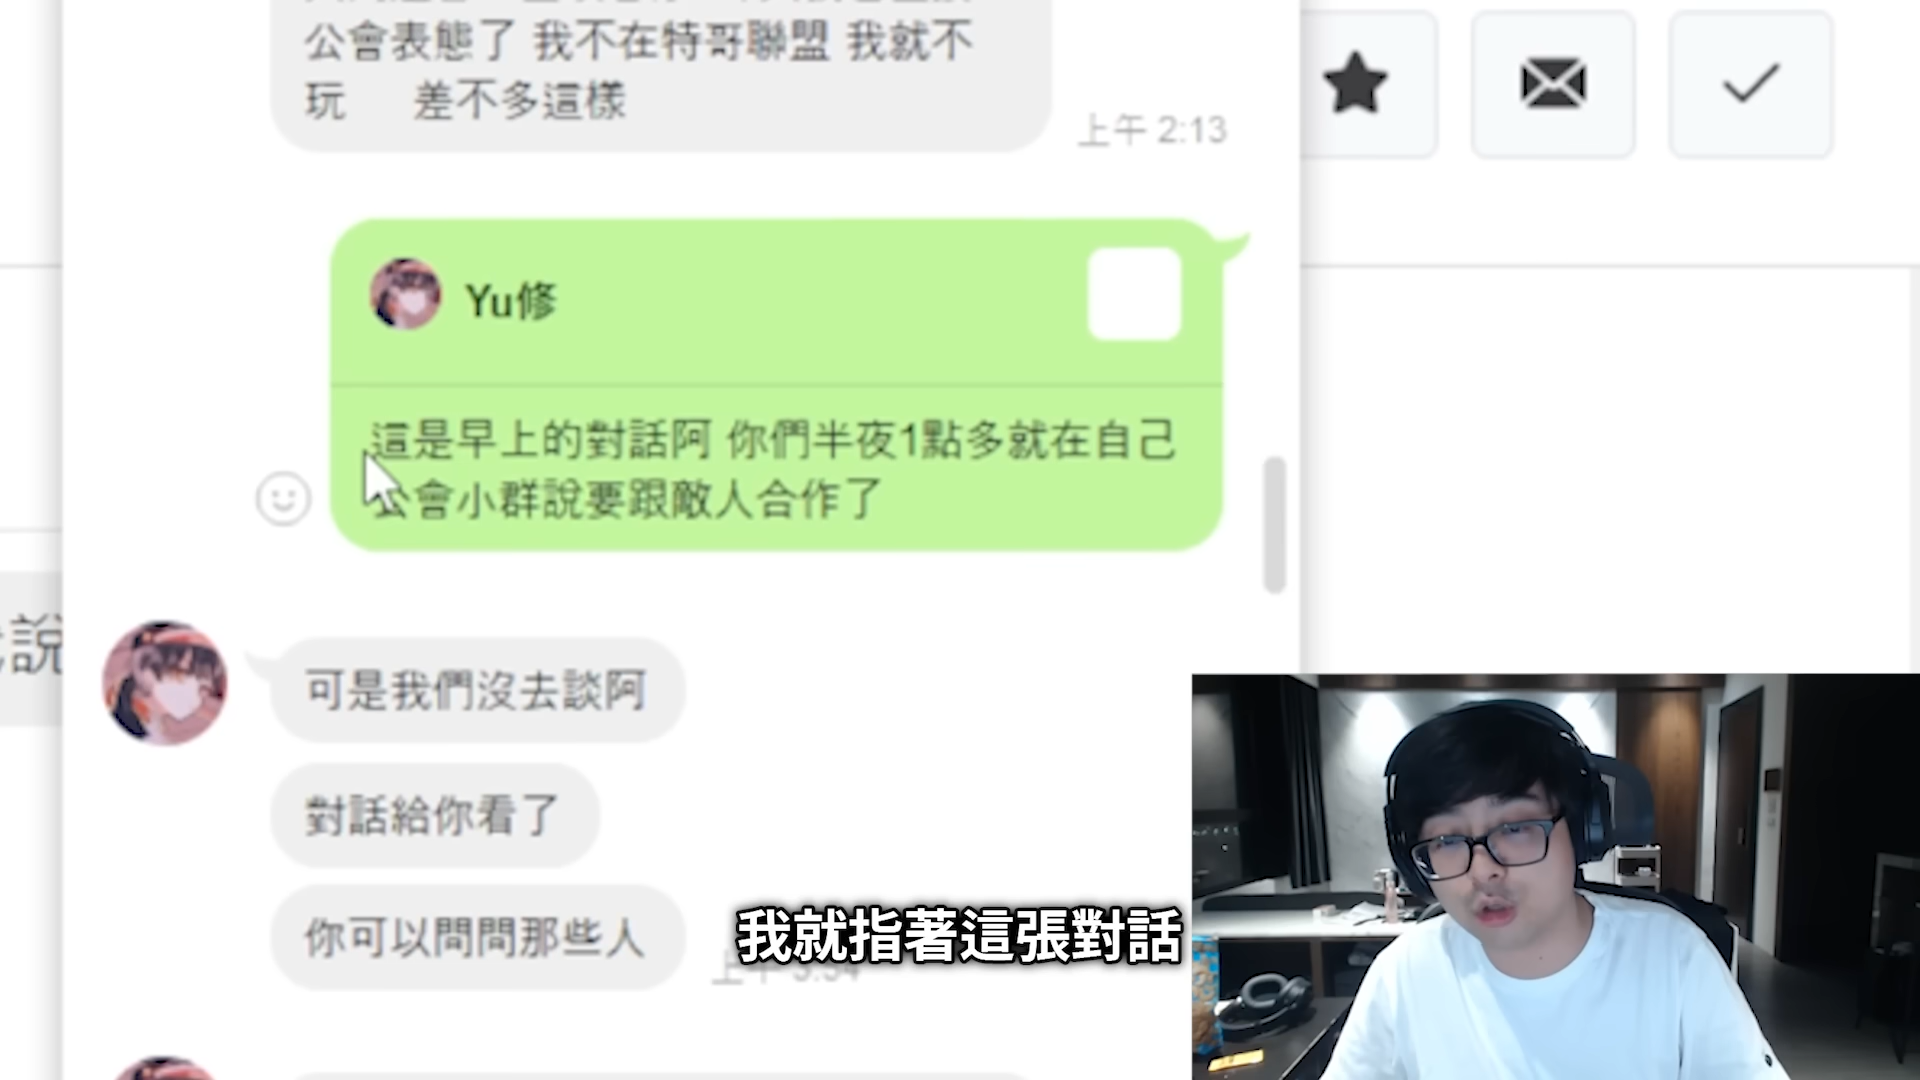 公會表態了 我不在特哥聯盟 我就不
玩 差不多這樣
上午 2:13
Yu修
這是早上的對話阿 你們半夜1點多就在自己
公會小群說要跟敵人合作了
說
可是我們沒去談阿
對話給你看了
你可以問問那些人
我就指著這張對話